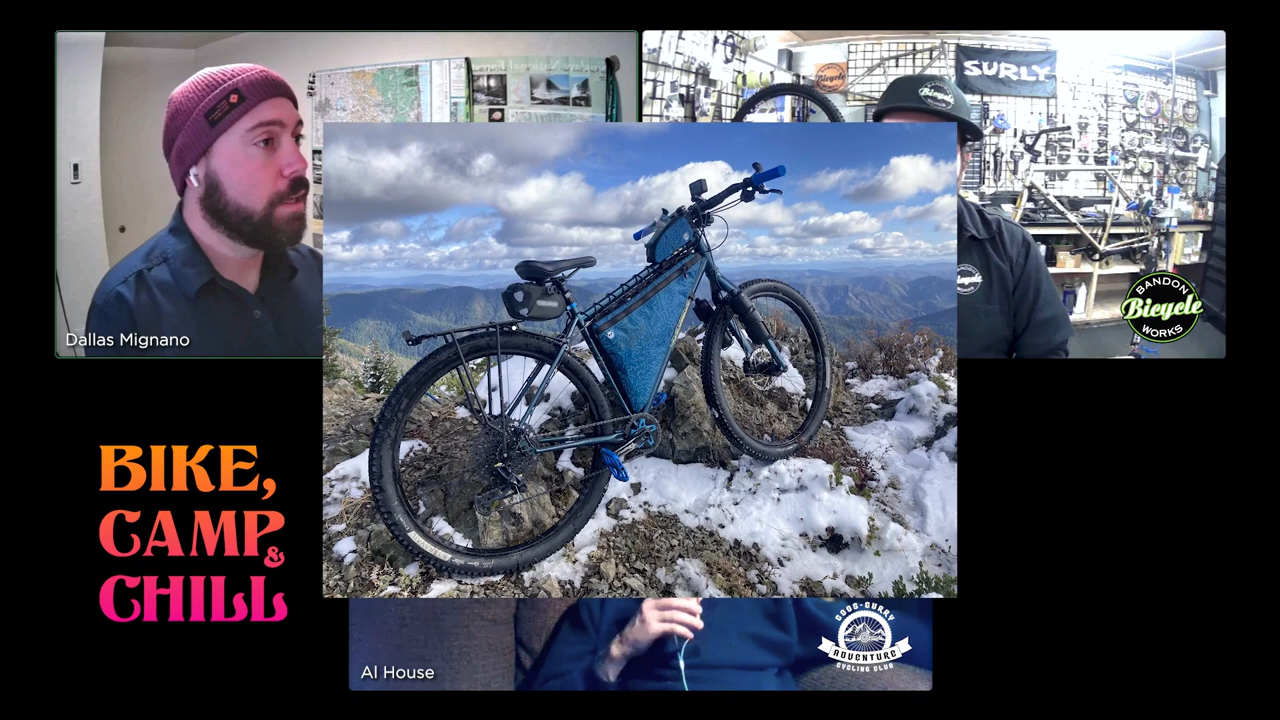 SURLY
Bicycle
Dallas Mignano
BANDON
Bicycle
WORKS
BIKE,
CAMP
&
CHILL
COOS-CURRY
ADVENTURE
CYCLING CLUB
Al House